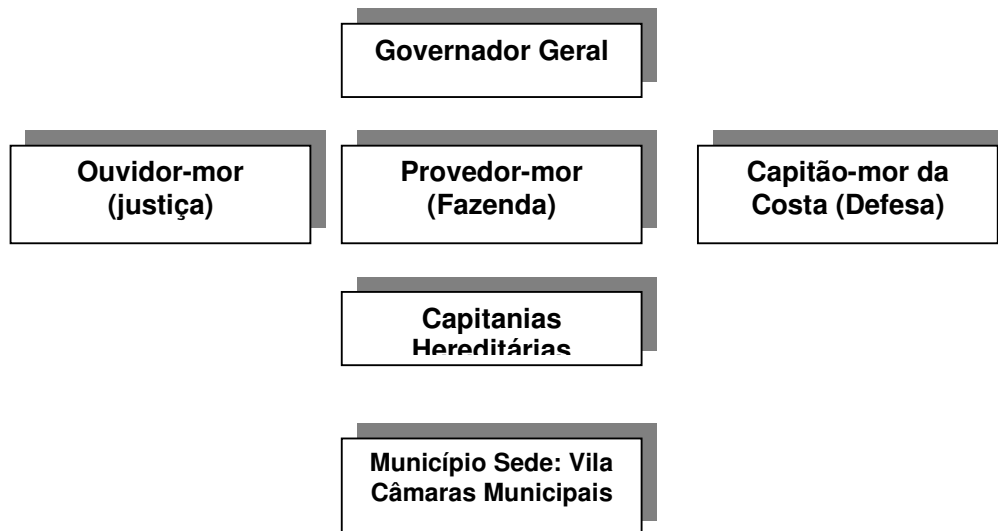 Governador Geral
Ouvidor-mor
(justiça)
Provedor-mor
(Fazenda)
Capitão-mor da
Costa (Defesa)
Capitanias
Hereditárias
Município Sede: Vila
Câmaras Municipais